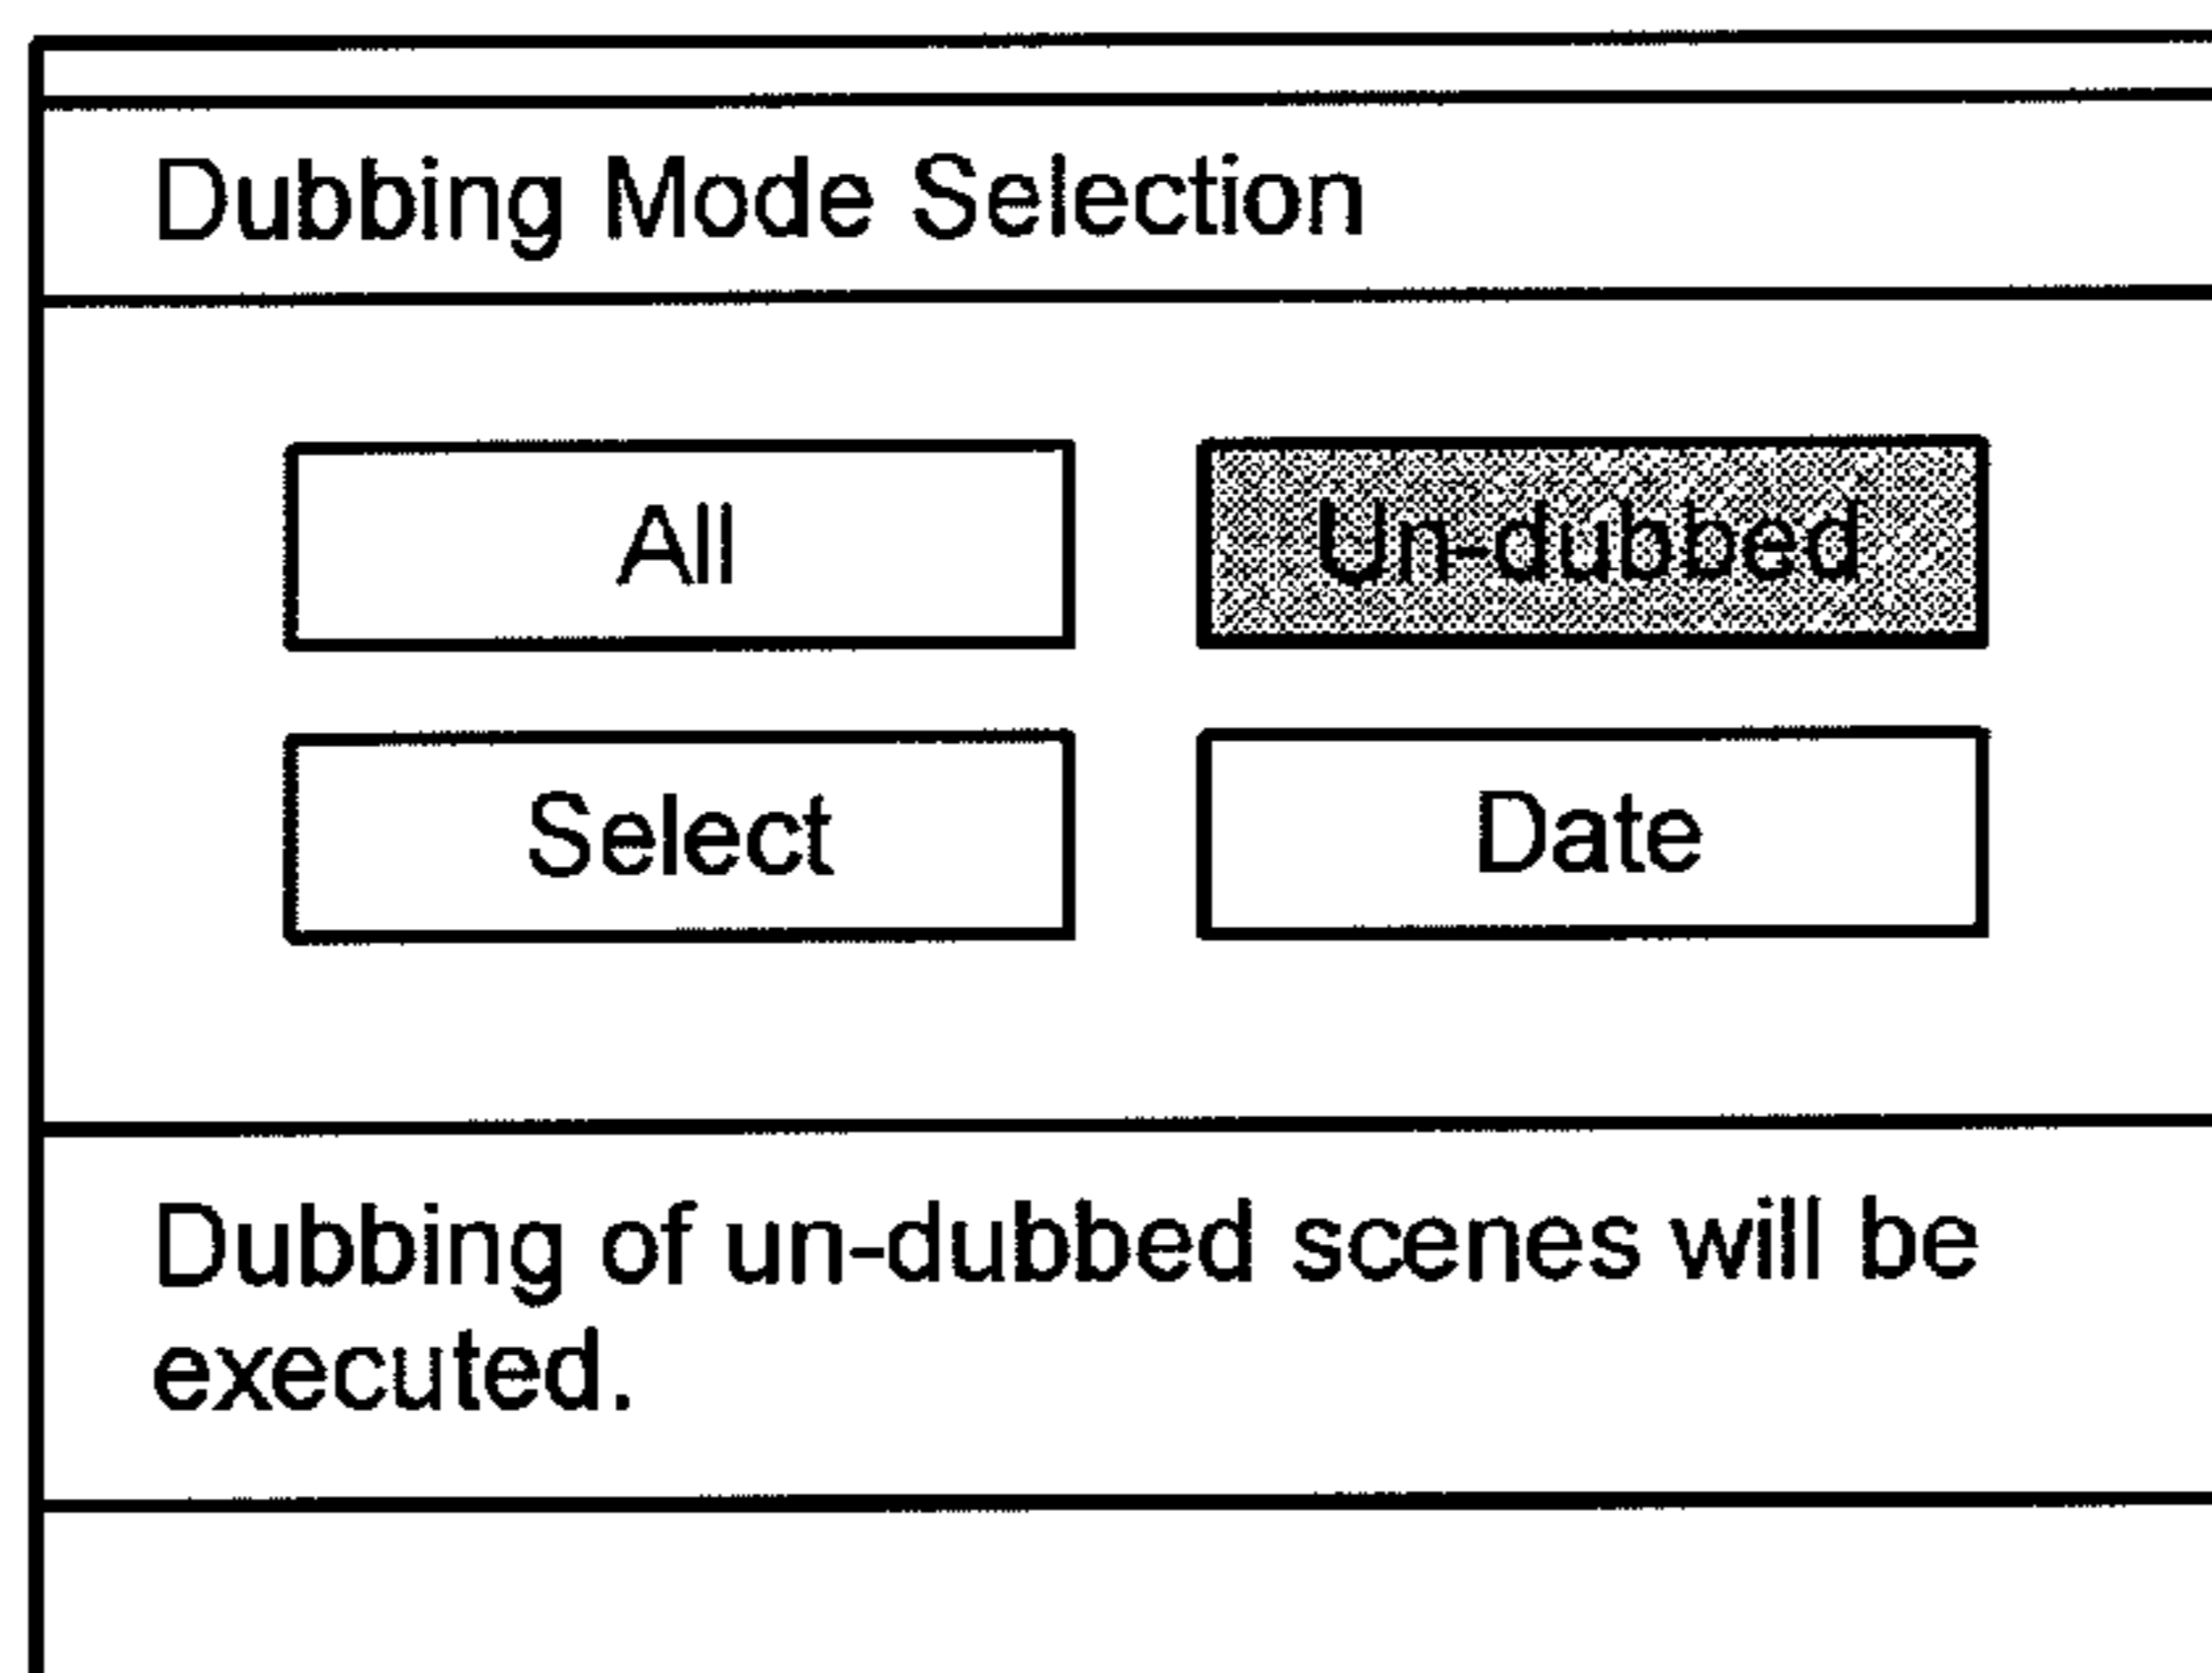 Dubbing Mode Selection
All
Un-dubbed
Select
Date
Dubbing of un-dubbed scenes will be
executed.